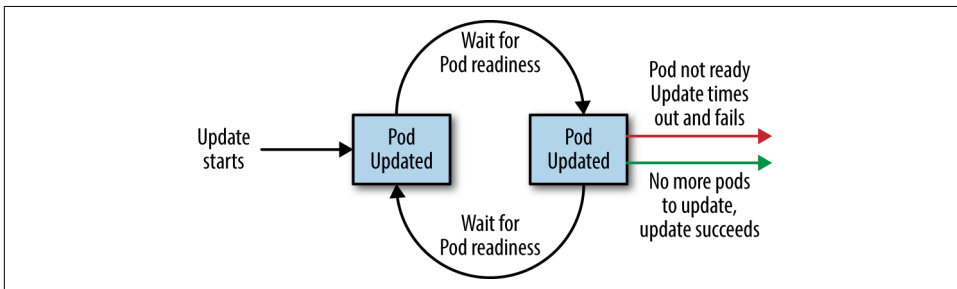 Update
starts
Pod
Updated
Wait for
Pod readiness
Pod
Updated
Wait for
Pod readiness
Pod not ready
Update times
out and fails
No more pods
to update,
update succeeds